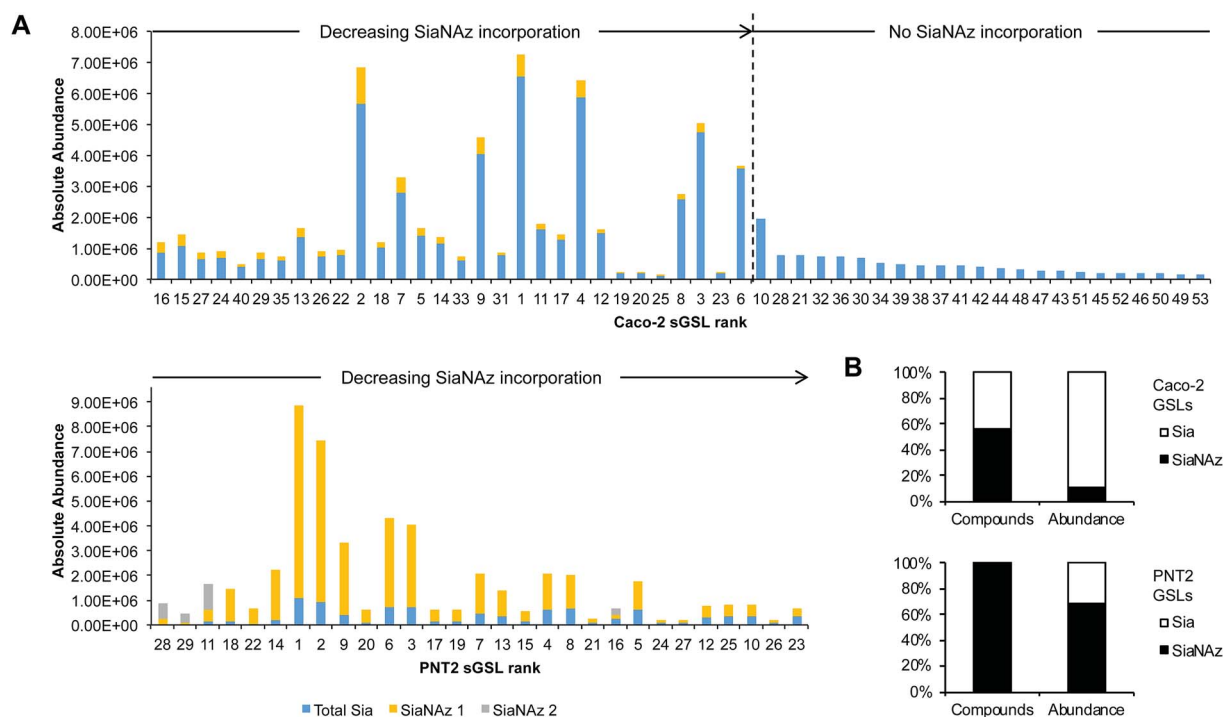 A
Decreasing SiaNAz incorporation
No SiaNAz incorporation
Absolute Abundance
8.00E+06
7.00E+06
6.00E+06
5.00E+06
4.00E+06
3.00E+06
2.00E+06
1.00E+06
0.00E+00
16 15 27 24 40 29 35 13 26 22 2 18 7 5 14 33 9 31 1 11 17 4 12 19 20 25 8 3 23 6 10 28 21 32 36 30 34 39 38 37 41 42 44 48 47 43 51 45 52 46 50 49 53
Caco-2 sGSL rank
Decreasing SiaNAz incorporation
Absolute Abundance
9.00E+06
8.00E+06
7.00E+06
6.00E+06
5.00E+06
4.00E+06
3.00E+06
2.00E+06
1.00E+06
0.00E+00
28 29 11 18 22 14 1 2 9 20 6 3 17 19 7 13 15 4 8 21 16 5 24 27 12 25 10 26 23
PNT2 sGSL rank
Total Sia SiaNAz 1 SiaNAz 2
B
100%
80%
60%
40%
20%
0%
Compounds Abundance
Caco-2
GSLs
Sia
SiaNAz
100%
80%
60%
40%
20%
0%
Compounds Abundance
PNT2
GSLs
Sia
SiaNAz